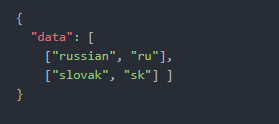 {
  "data": [
    ["russian", "ru"],
    ["slovak", "sk"] ]
}